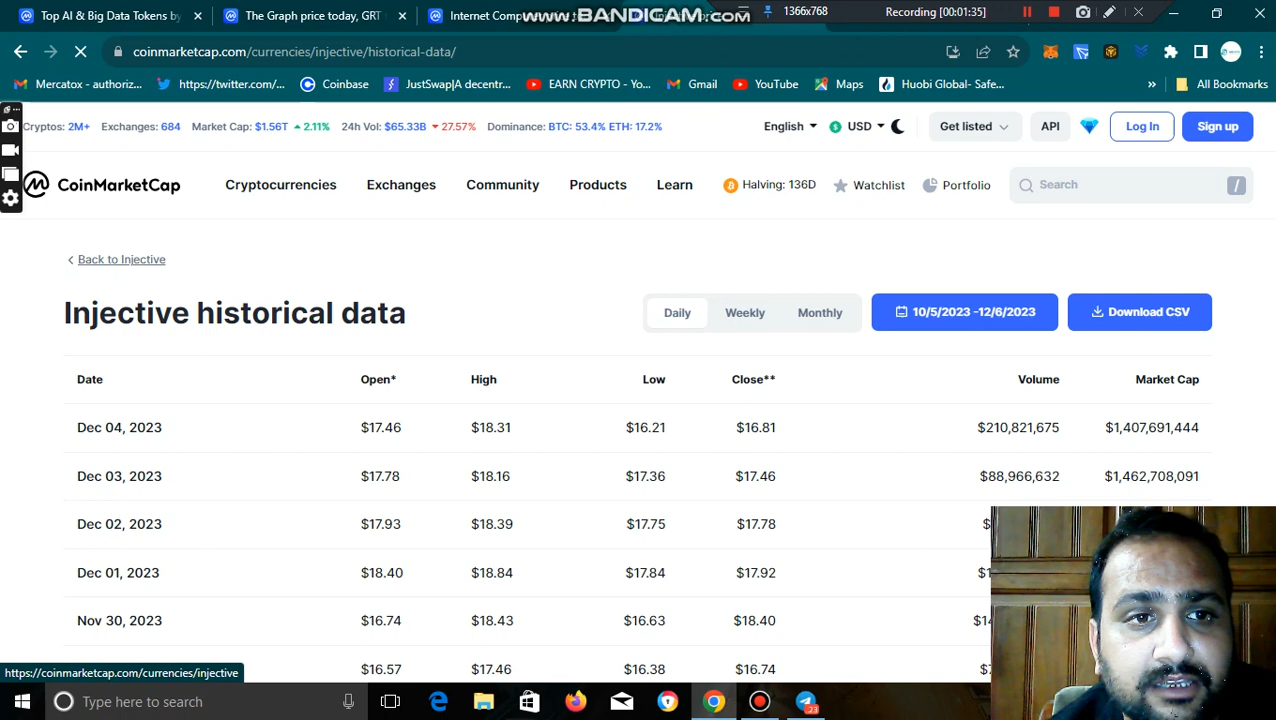 Top AI & Big Data Tokens by
The Graph price today, GRT
Internet Comp
www.BANDICAM.com
1366x768
Recording [00:01:35]
coinmarketcap.com/currencies/injective/historical-data/
Mercatox - authoriz...
https://twitter.com/...
Coinbase
JustSwap|A decentr...
EARN CRYPTO - Yo...
Gmail
YouTube
Maps
Huobi Global- Safe...
»
All Bookmarks
Cryptos: 2M+ Exchanges: 684 Market Cap: $1.56T 2.11% 24h Vol: $65.33B 27.57% Dominance: BTC: 53.4% ETH: 17.2%
English
USD
Get listed
API
Log In
Sign up
CoinMarketCap
Cryptocurrencies
Exchanges
Community
Products
Learn
Halving: 136D
Watchlist
Portfolio
Search
/
Back to Injective
Injective historical data
Daily
Weekly
Monthly
10/5/2023 -12/6/2023
Download CSV
Date Open* High Low Close** Volume Market Cap
Dec 04, 2023 $17.46 $18.31 $16.21 $16.81 $210,821,675 $1,407,691,444
Dec 03, 2023 $17.78 $18.16 $17.36 $17.46 $88,966,632 $1,462,708,091
Dec 02, 2023 $17.93 $18.39 $17.75 $17.78 $
Dec 01, 2023 $18.40 $18.84 $17.84 $17.92 $1
Nov 30, 2023 $16.74 $18.43 $16.63 $18.40 $14
$16.57 $17.46 $16.38 $16.74 $7
https://coinmarketcap.com/currencies/injective
Type here to search
23